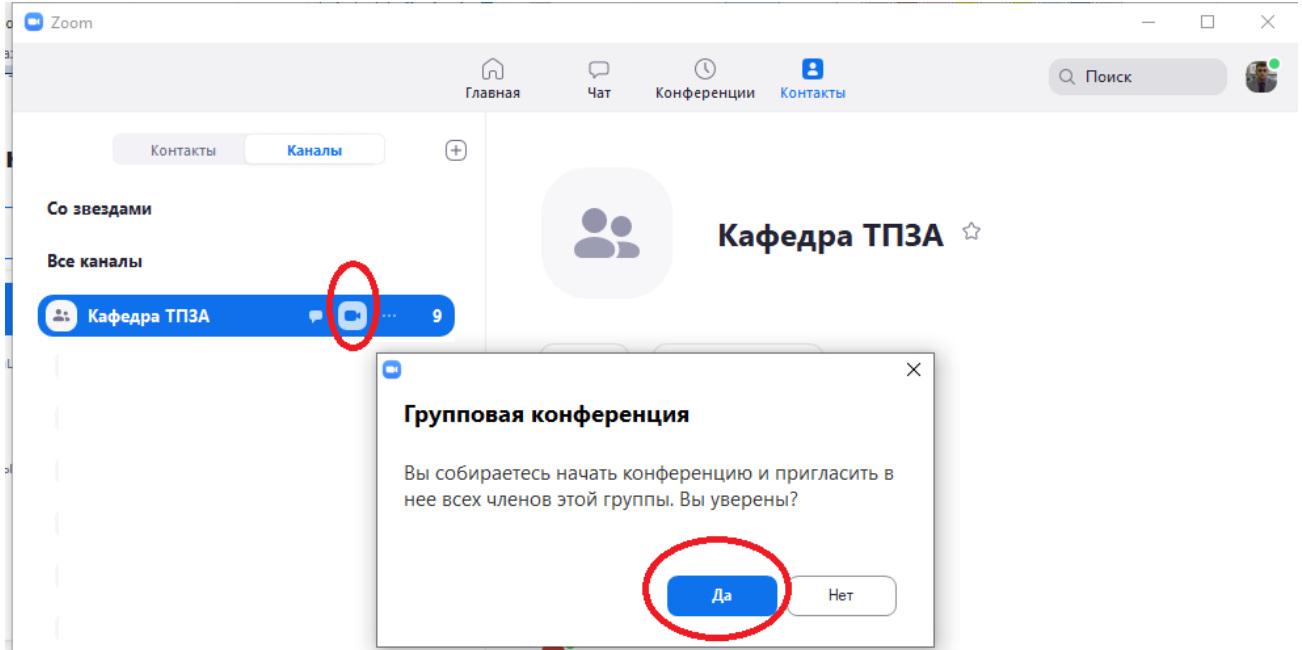 Zoom
Главная Чат Конференции Контакты
Поиск
Контакты Каналы
Со звездами
Все каналы
Кафедра ТПЗА 9
Кафедра ТПЗА
Групповая конференция
Вы собираетесь начать конференцию и пригласить в
нее всех членов этой группы. Вы уверены?
Да Нет